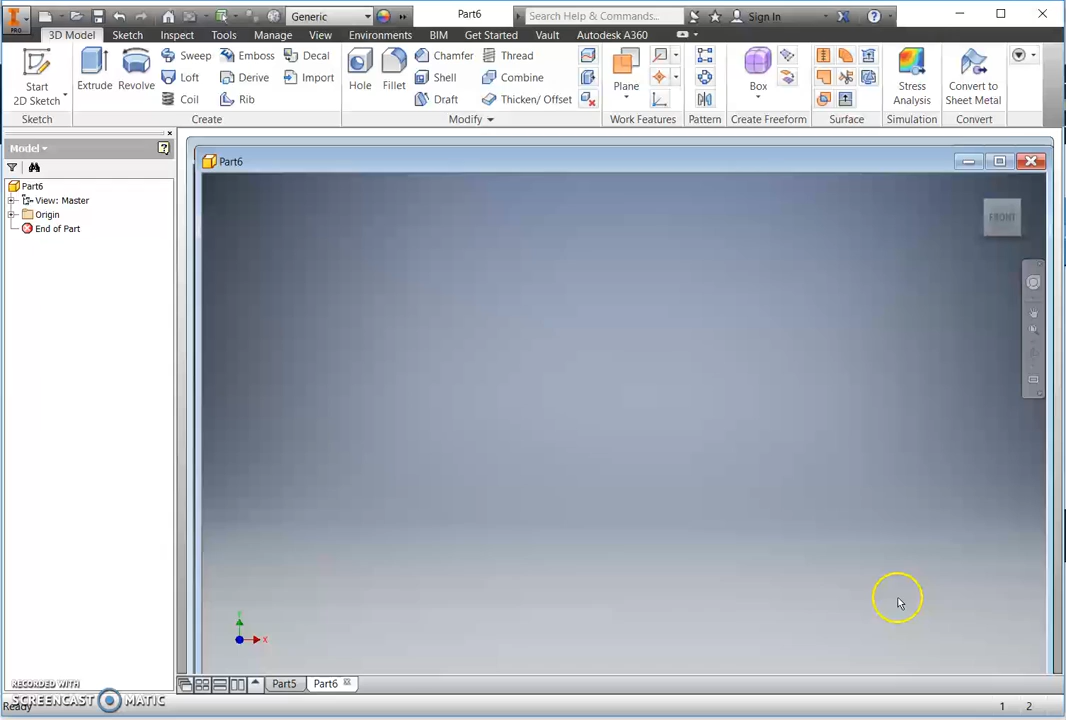 PRO Generic Part6 Search Help & Commands... Sign In
3D Model Sketch Inspect Tools Manage View Environments BIM Get Started Vault Autodesk A360
Start 2D Sketch Extrude Revolve Sweep Emboss Decal Hole Fillet Chamfer Thread Plane Box Stress Analysis Convert to Sheet Metal
Loft Derive Import Shell Combine
Coil Rib Draft Thicken/ Offset
Sketch Create Modify Work Features Pattern Create Freeform Surface Simulation Convert
Model
Part6
Part6
View: Master
Origin
FRONT
End of Part
Y
X
Part5 Part6
RECORDED WITH
SCREENCAST MATIC
Ready 1 2